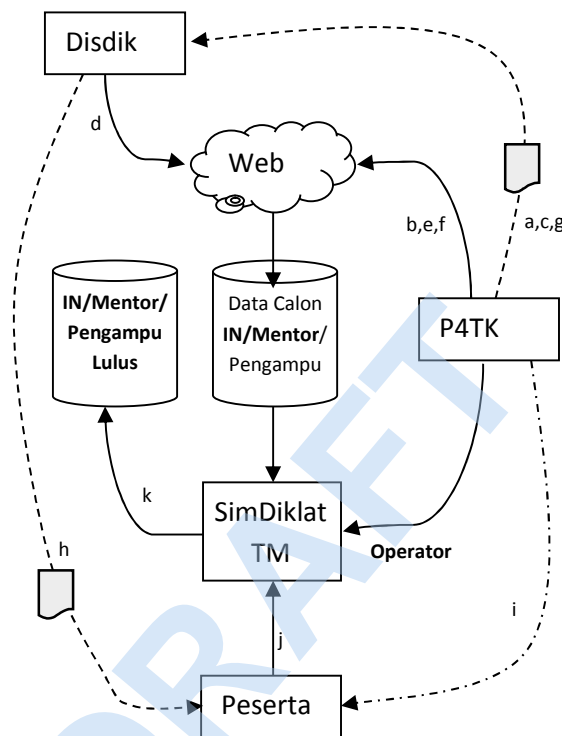 Disdik
d
Web
b,e,f
a,c,g
IN/Mentor/
Pengampu
Lulus
Data Calon
IN/Mentor/
Pengampu
P4TK
k
SimDiklat
TM
Operator
h
i
j
Peserta
DRAFT